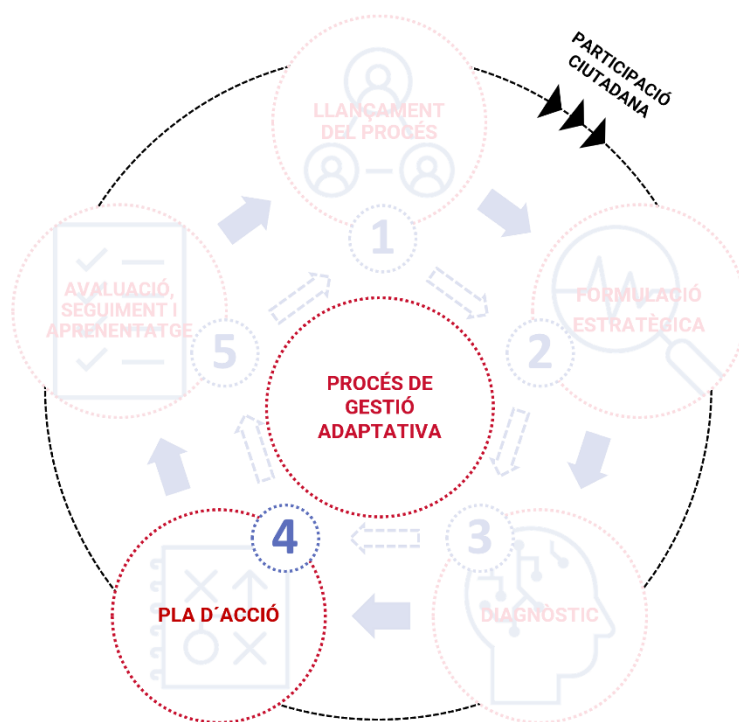 PARTICIPACIÓ
CIUTADANA
LLANÇAMENT
DEL PROCÉS
1
AVALUACIÓ,
SEGUIMENT I
APRENENTATGE
5
FORMULACIÓ
ESTRATÈGICA
2
PROCÉS DE
GESTIÓ
ADAPTATIVA
4
3
PLA D´ACCIÓ
DIAGNÒSTIC